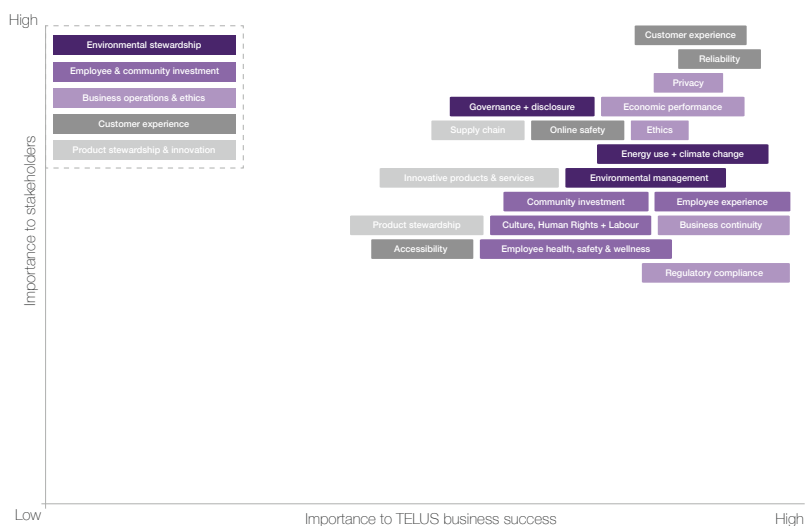 High
Environmental stewardship
Employee & community investment
Business operations & ethics
Customer experience
Product stewardship & innovation
Customer experience
Reliability
Privacy
Governance + disclosure
Economic performance
Supply chain
Online safety
Ethics
Energy use + climate change
Innovative products & services
Environmental management
Community investment
Employee experience
Product stewardship
Culture, Human Rights + Labour
Business continuity
Accessibility
Employee health, safety & wellness
Regulatory compliance
Importance to stakeholders
Low
Importance to TELUS business success
High